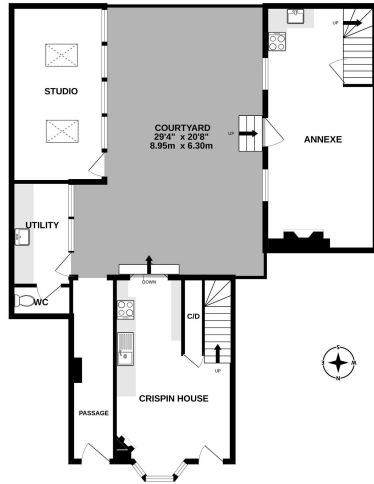 UP
STUDIO
COURTYARD
29'4" x 20'8"
8.95m x 6.30m
UP
ANNEXE
UTILITY
DOWN
WC
C/D
UP
CRISPIN HOUSE
PASSAGE
S
E
W
N